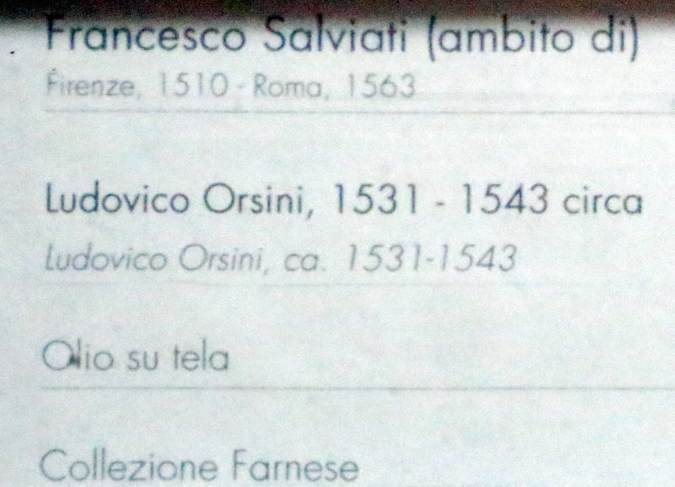 Francesco Salviati (ambito di)
Firenze, 1510 - Roma, 1563
Ludovico Orsini, 1531 - 1543 circa
Ludovico Orsini, ca. 1531-1543
Olio su tela
Collezione Farnese